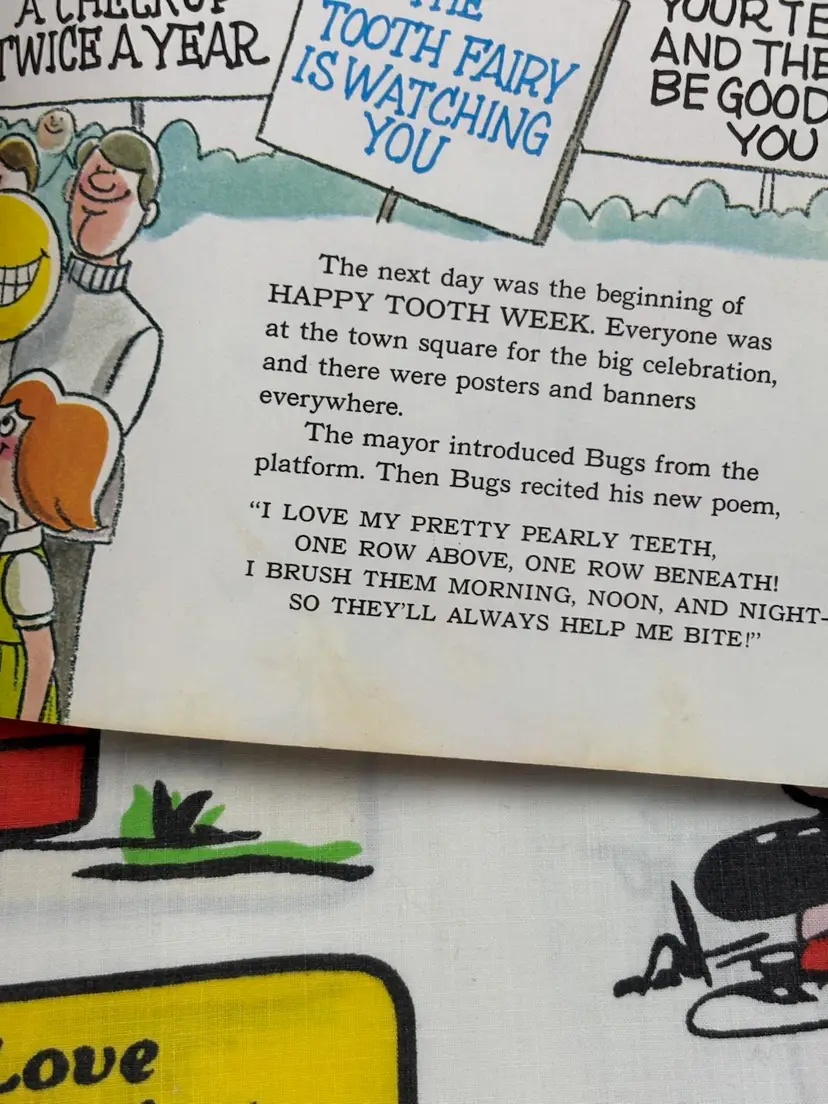 A CHECKUP
TWICE A YEAR
THE
TOOTH FAIRY
IS WATCHING
YOU
YOUR
AND
BE GOOD
YOU
The next day was the beginning of
HAPPY TOOTH WEEK. Everyone was
at the town square for the big celebration,
and there were posters and banners
everywhere.
The mayor introduced Bugs from the
platform. Then Bugs recited his new poem,
“I LOVE MY PRETTY PEARLY TEETH,
ONE ROW ABOVE, ONE ROW BENEATH!
I BRUSH THEM MORNING, NOON, AND NIGHT–
SO THEY’LL ALWAYS HELP ME BITE!”
Love